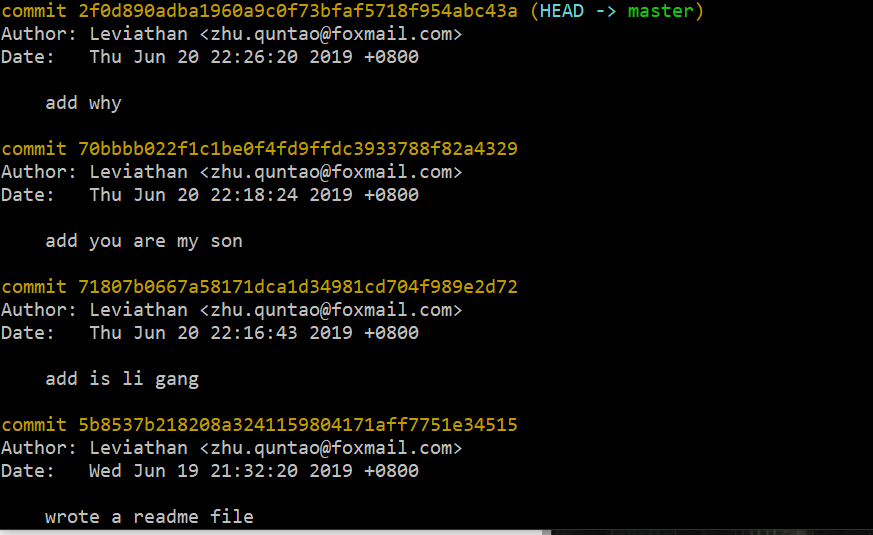 commit 2f0d890adba1960a9c0f73bfaf5718f954abc43a (HEAD -> master)
Author: Leviathan <zhu.quntao@foxmail.com>
Date:   Thu Jun 20 22:26:20 2019 +0800
    add why
commit 70bbbb022f1c1be0f4fd9ffdc3933788f82a4329
Author: Leviathan <zhu.quntao@foxmail.com>
Date:   Thu Jun 20 22:18:24 2019 +0800
    add you are my son
commit 71807b0667a58171dca1d34981cd704f989e2d72
Author: Leviathan <zhu.quntao@foxmail.com>
Date:   Thu Jun 20 22:16:43 2019 +0800
    add is li gang
commit 5b8537b218208a3241159804171aff7751e34515
Author: Leviathan <zhu.quntao@foxmail.com>
Date:   Wed Jun 19 21:32:20 2019 +0800
    wrote a readme file